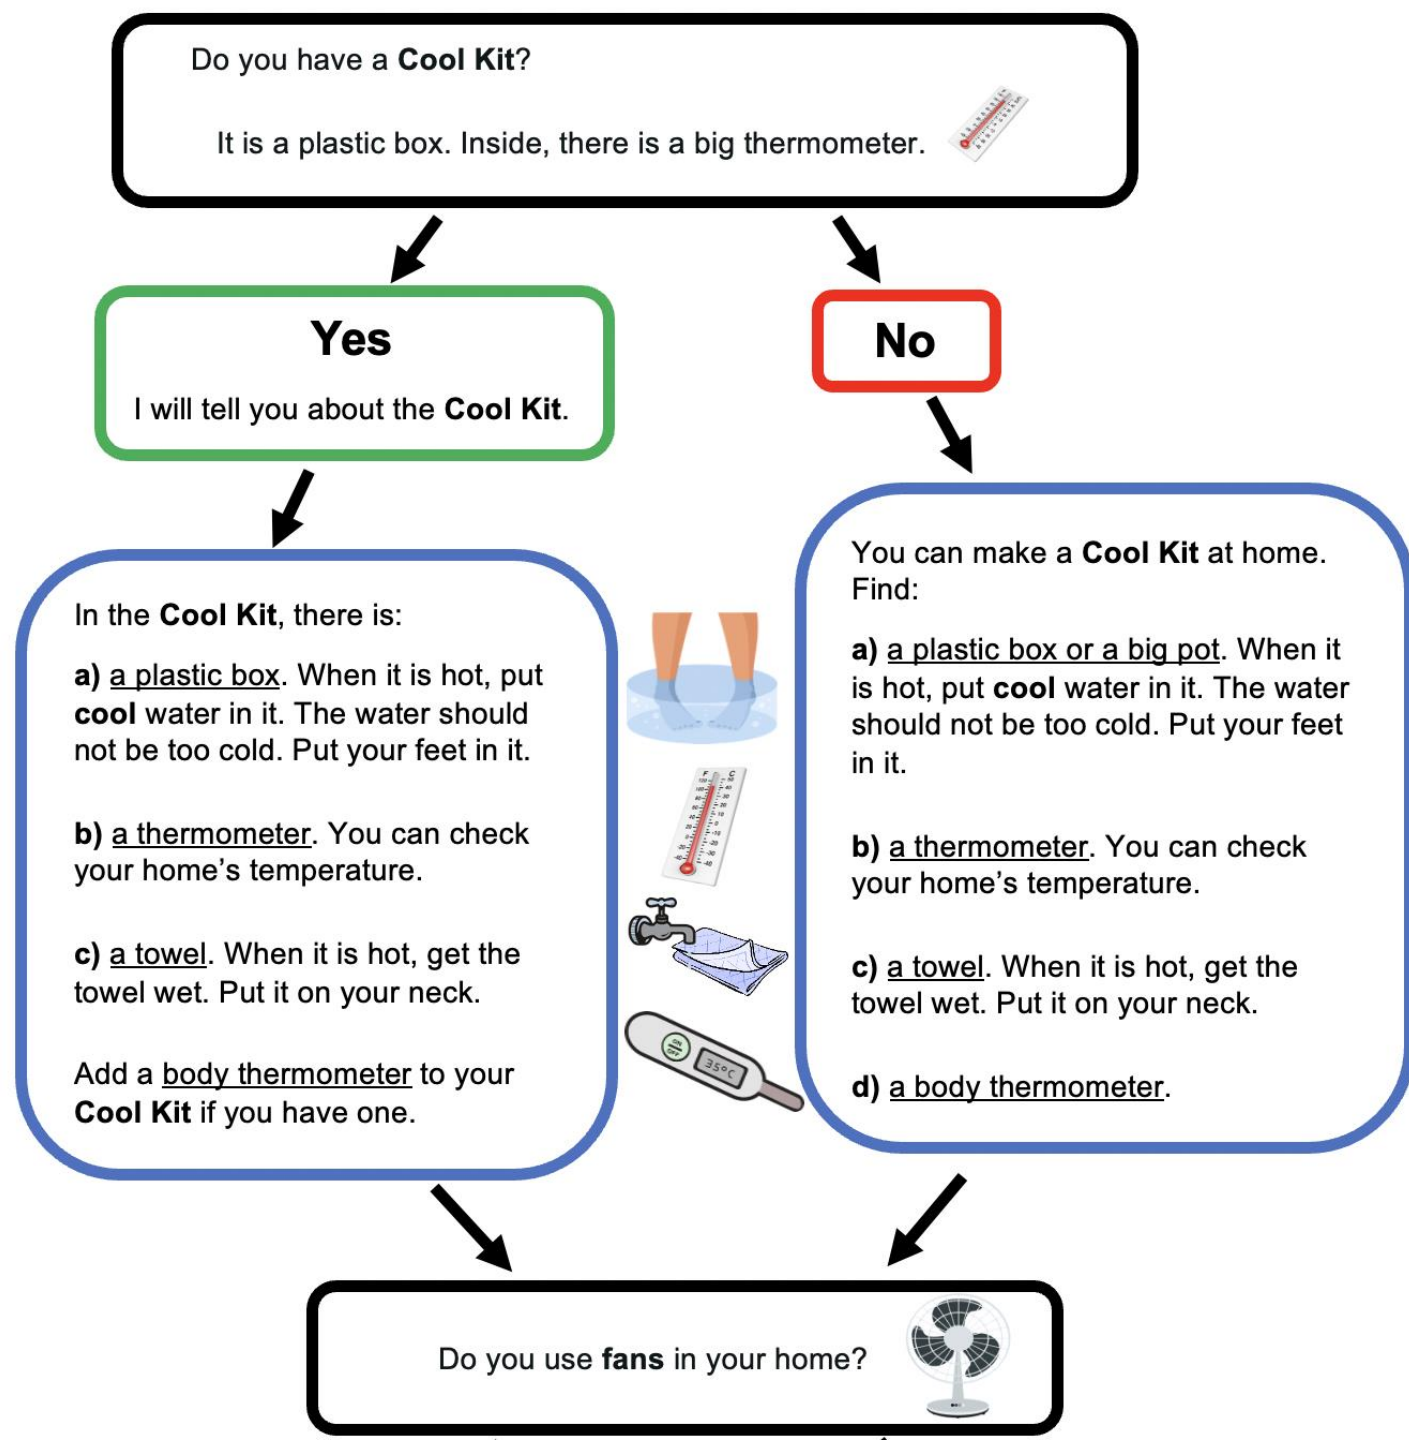 Do you have a Cool Kit?
It is a plastic box. Inside, there is a big thermometer.
Yes
I will tell you about the Cool Kit.
No
In the Cool Kit, there is:
a) a plastic box. When it is hot, put
cool water in it. The water should
not be too cold. Put your feet in it.
b) a thermometer. You can check
your home’s temperature.
c) a towel. When it is hot, get the
towel wet. Put it on your neck.
Add a body thermometer to your
Cool Kit if you have one.
F C
ON
OFF
35°C
You can make a Cool Kit at home.
Find:
a) a plastic box or a big pot. When it
is hot, put cool water in it. The water
should not be too cold. Put your feet
in it.
b) a thermometer. You can check
your home’s temperature.
c) a towel. When it is hot, get the
towel wet. Put it on your neck.
d) a body thermometer.
Do you use fans in your home?